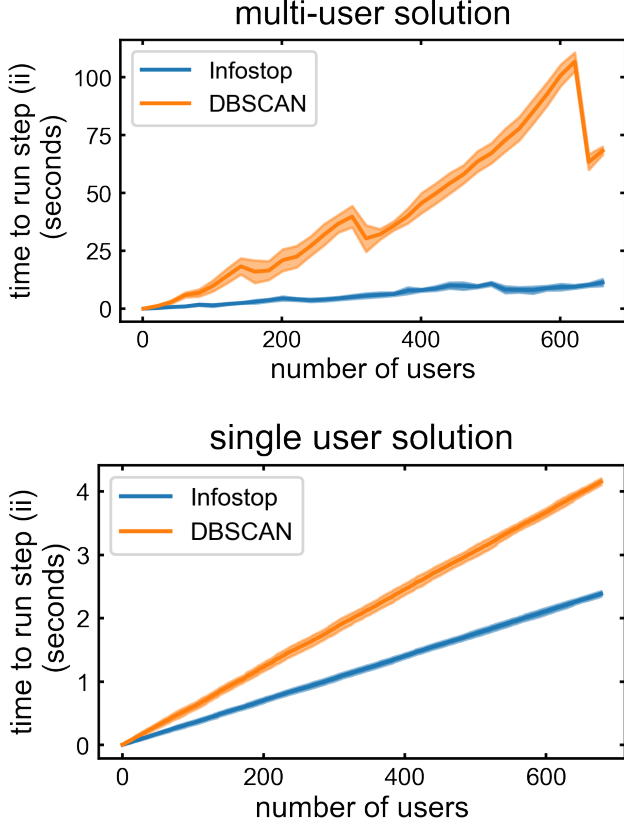 multi-user solution
time to run step (ii)
(seconds)
100
75
50
25
0
Infostop
DBSCAN
0
200
400
600
number of users
single user solution
time to run step (ii)
(seconds)
4
3
2
1
0
Infostop
DBSCAN
0
200
400
600
number of users